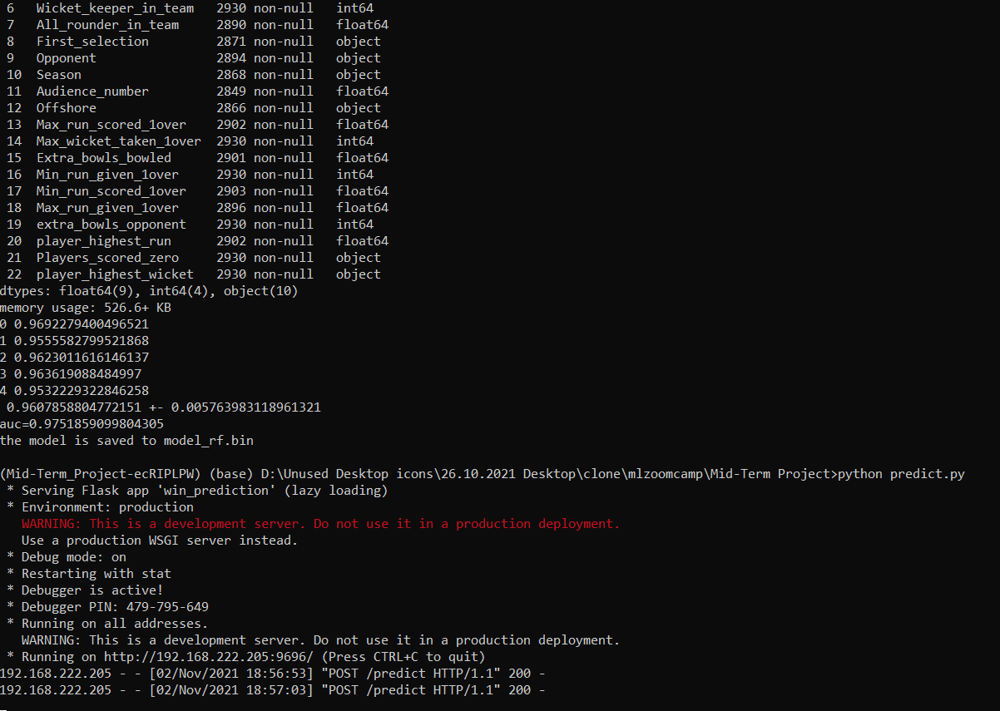 6   Wicket_keeper_in_team   2930 non-null   int64
7   All_rounder_in_team     2890 non-null   float64
8   First_selection         2871 non-null   object
9   Opponent                2894 non-null   object
10  Season                  2868 non-null   object
11  Audience_number         2849 non-null   float64
12  Offshore                2866 non-null   object
13  Max_run_scored_1over    2902 non-null   float64
14  Max_wicket_taken_1over  2930 non-null   int64
15  Extra_bowls_bowled      2901 non-null   float64
16  Min_run_given_1over     2930 non-null   int64
17  Min_run_scored_1over    2903 non-null   float64
18  Max_run_given_1over     2896 non-null   float64
19  extra_bowls_opponent    2930 non-null   int64
20  player_highest_run      2902 non-null   float64
21  Players_scored_zero     2930 non-null   object
22  player_highest_wicket   2930 non-null   object
dtypes: float64(9), int64(4), object(10)
memory usage: 526.6+ KB
0 0.9692279400496521
1 0.9555582799521868
2 0.9623011616146137
3 0.963619088484997
4 0.9532229322846258
0.9607858804772151 +- 0.005763983118961321
auc=0.9751859099804305
the model is saved to model_rf.bin
(Mid-Term_Project-ecRIPLPW) (base) D:\Unused Desktop icons\26.10.2021 Desktop\clone\mlzoomcamp\Mid-Term Project>python predict.py
* Serving Flask app 'win_prediction' (lazy loading)
* Environment: production
WARNING: This is a development server. Do not use it in a production deployment.
Use a production WSGI server instead.
* Debug mode: on
* Restarting with stat
* Debugger is active!
* Debugger PIN: 479-795-649
* Running on all addresses.
WARNING: This is a development server. Do not use it in a production deployment.
* Running on http://192.168.222.205:9696/ (Press CTRL+C to quit)
192.168.222.205 - - [02/Nov/2021 18:56:53] "POST /predict HTTP/1.1" 200 -
192.168.222.205 - - [02/Nov/2021 18:57:03] "POST /predict HTTP/1.1" 200 -